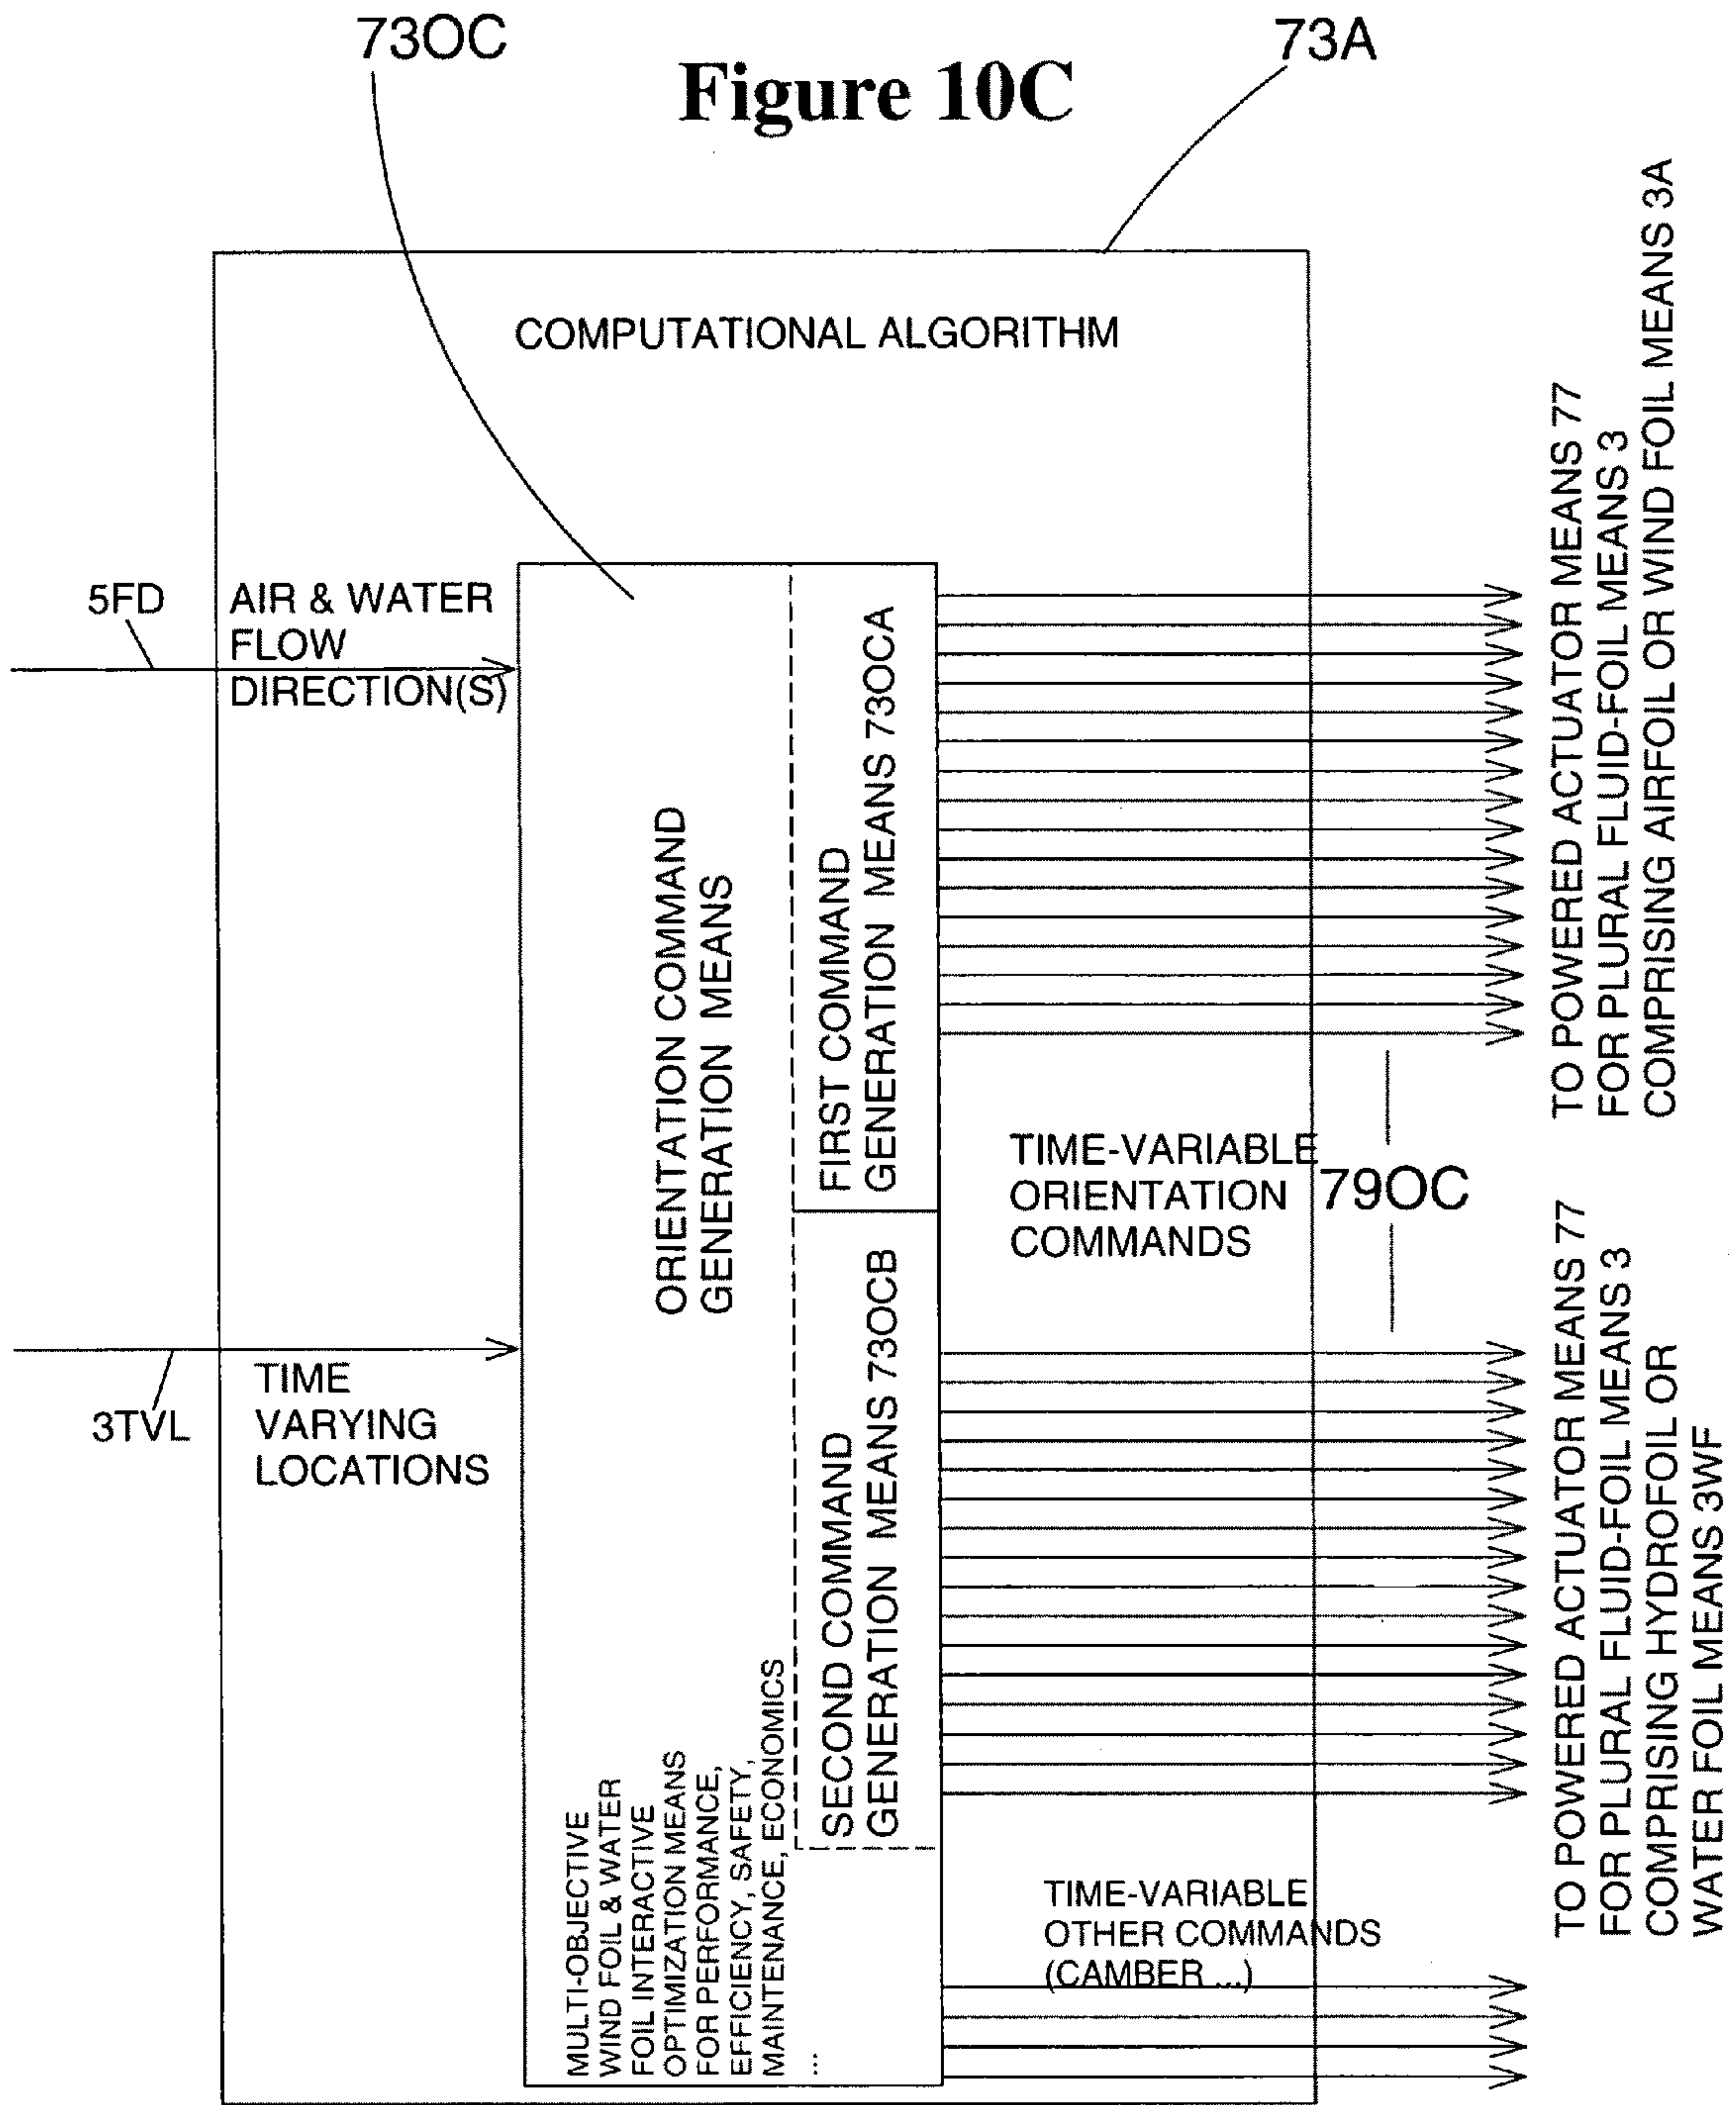 73OC
73A
Figure 10C
COMPUTATIONAL ALGORITHM
5FD
AIR & WATER
FLOW
DIRECTION(S)
3TVL
TIME
VARYING
LOCATIONS
ORIENTATION COMMAND
GENERATION MEANS
FIRST COMMAND
GENERATION MEANS 73OCA
SECOND COMMAND
GENERATION MEANS 73OCB
MULTI-OBJECTIVE
WIND FOIL & WATER
FOIL INTERACTIVE
OPTIMIZATION MEANS
FOR PERFORMANCE,
EFFICIENCY, SAFETY,
MAINTENANCE, ECONOMICS
...
TIME-VARIABLE
ORIENTATION
COMMANDS
79OC
TIME-VARIABLE
OTHER COMMANDS
(CAMBER ...)
TO POWERED ACTUATOR MEANS 77
FOR PLURAL FLUID-FOIL MEANS 3
COMPRISING AIRFOIL OR WIND FOIL MEANS 3A
TO POWERED ACTUATOR MEANS 77
FOR PLURAL FLUID-FOIL MEANS 3
COMPRISING HYDROFOIL OR
WATER FOIL MEANS 3WF